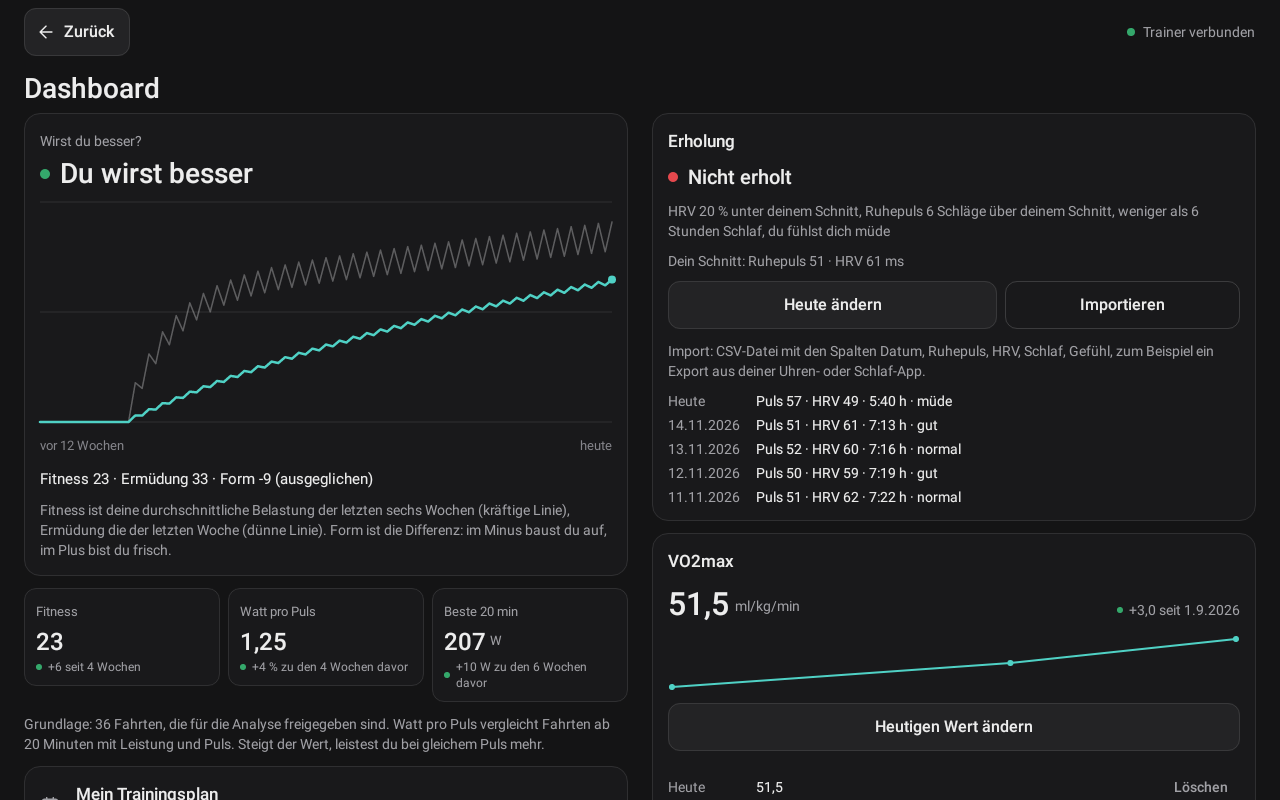 Zurück
Trainer verbunden
Dashboard
Wirst du besser?
Du wirst besser
vor 12 Wochen
heute
Fitness 23 · Ermüdung 33 · Form -9 (ausgeglichen)
Fitness ist deine durchschnittliche Belastung der letzten sechs Wochen (kräftige Linie),
Ermüdung die der letzten Woche (dünne Linie). Form ist die Differenz: im Minus baust du auf,
im Plus bist du frisch.
Fitness
23
+6 seit 4 Wochen
Watt pro Puls
1,25
+4 % zu den 4 Wochen davor
Beste 20 min
207 W
+10 W zu den 6 Wochen
davor
Grundlage: 36 Fahrten, die für die Analyse freigegeben sind. Watt pro Puls vergleicht Fahrten ab
20 Minuten mit Leistung und Puls. Steigt der Wert, leistest du bei gleichem Puls mehr.
Mein Trainingsplan
Erholung
Nicht erholt
HRV 20 % unter deinem Schnitt, Ruhepuls 6 Schläge über deinem Schnitt, weniger als 6
Stunden Schlaf, du fühlst dich müde
Dein Schnitt: Ruhepuls 51 · HRV 61 ms
Heute ändern
Importieren
Import: CSV-Datei mit den Spalten Datum, Ruhepuls, HRV, Schlaf, Gefühl, zum Beispiel ein
Export aus deiner Uhren- oder Schlaf-App.
Heute Puls 57 · HRV 49 · 5:40 h · müde
14.11.2026 Puls 51 · HRV 61 · 7:13 h · gut
13.11.2026 Puls 52 · HRV 60 · 7:16 h · normal
12.11.2026 Puls 50 · HRV 59 · 7:19 h · gut
11.11.2026 Puls 51 · HRV 62 · 7:22 h · normal
VO2max
51,5 ml/kg/min
+3,0 seit 1.9.2026
Heutigen Wert ändern
Heute 51,5 Löschen